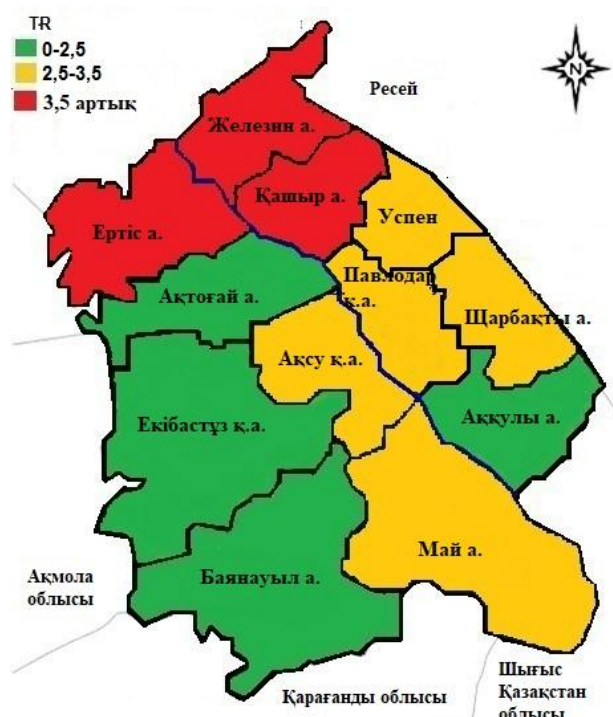 TR
0-2,5
2,5-3,5
3,5 артық
N
Ресей
Железин а.
Қашыр а.
Успен
Ертіс а.
Павлодар
қ.а.
Ақтоғай а.
Щарбақты а.
Ақсу қ.а.
Аққулы а.
Екібастұз қ.а.
Май а.
Баянауыл а.
Ақмола
облысы
Қарағанды облысы
Шығыс
Қазақстан
облысы